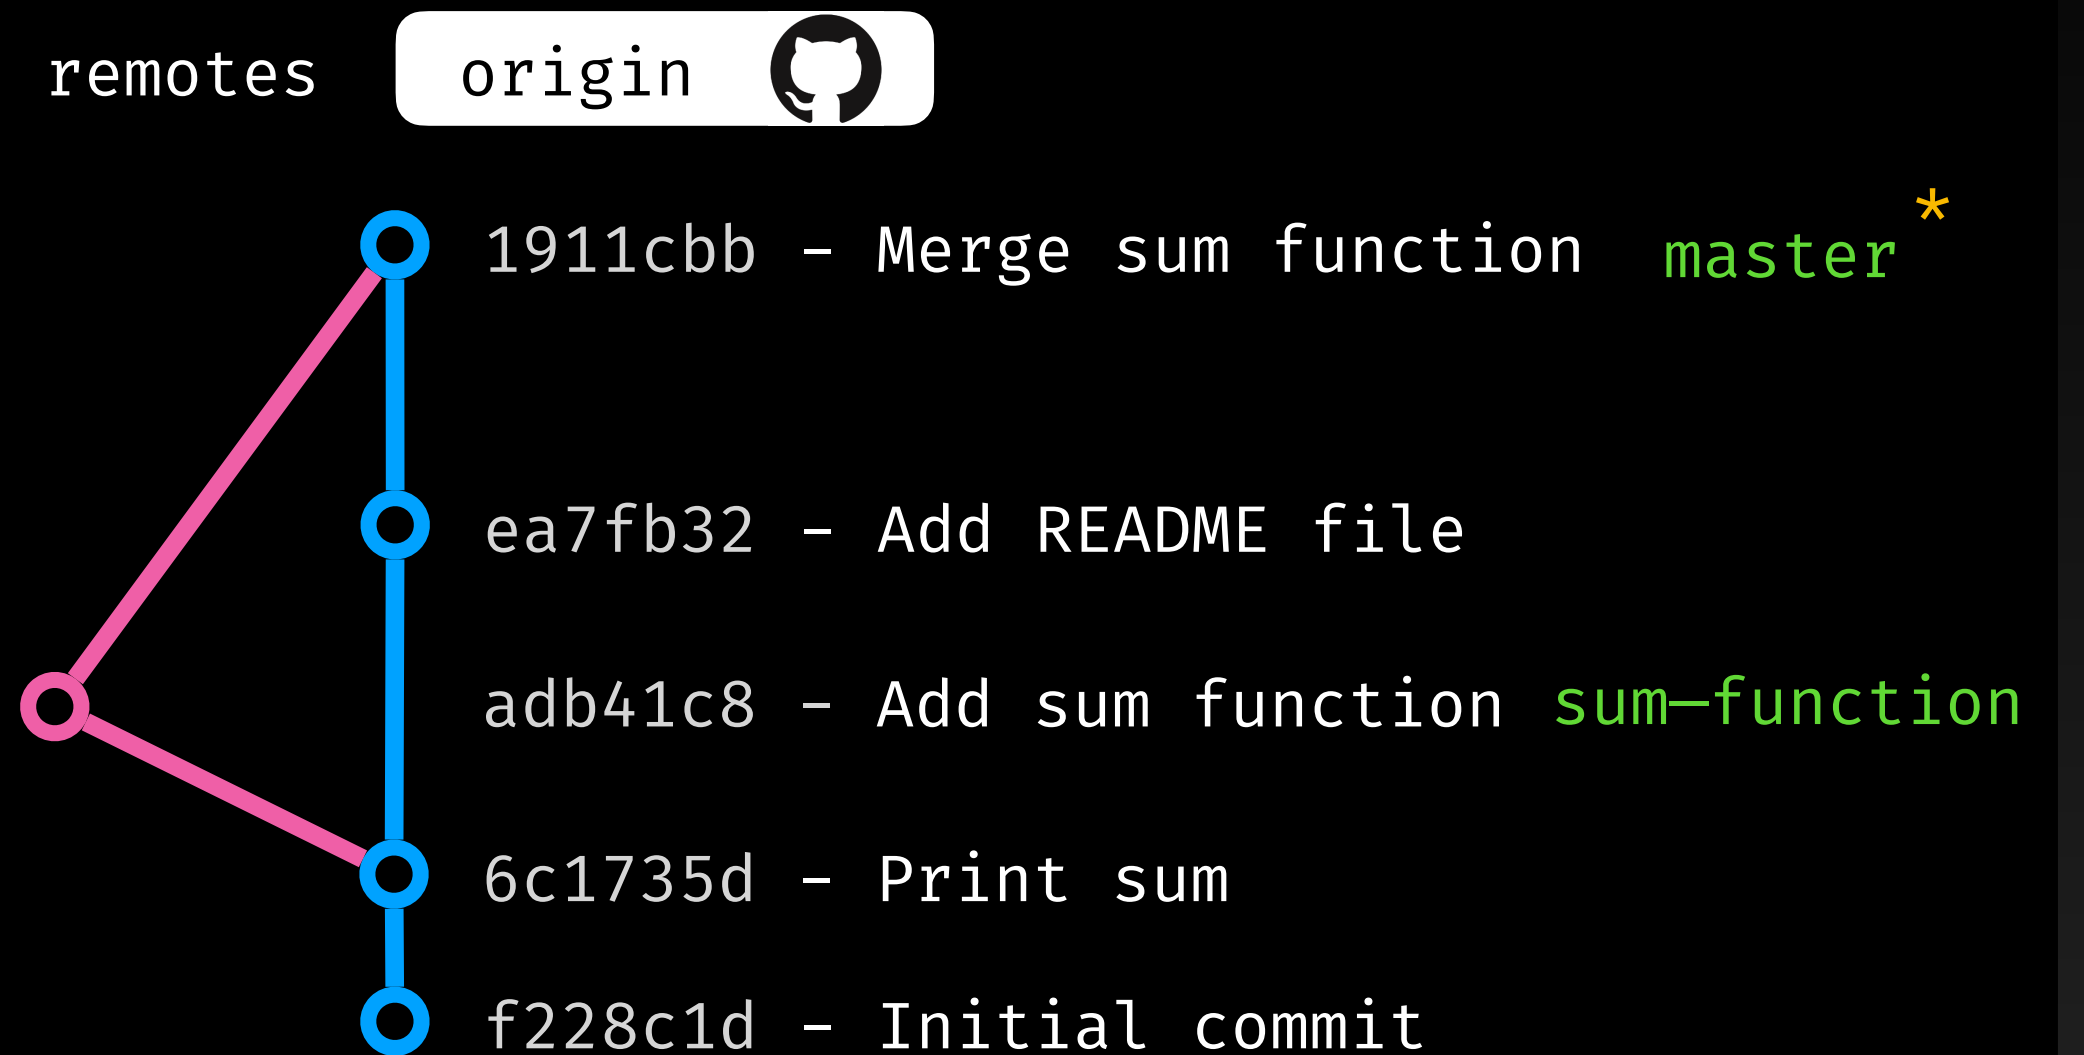 remotes origin
1911cbb – Merge sum function master*
ea7fb32 – Add README file
adb41c8 – Add sum function sum—function
6c1735d – Print sum
f228c1d – Initial commit